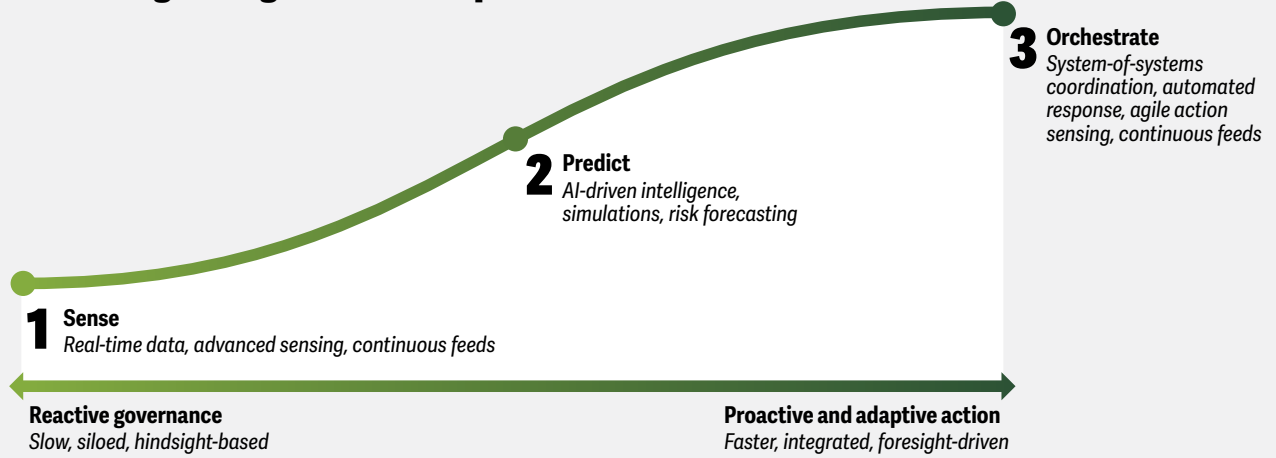 3 Orchestrate
System-of-systems
coordination, automated
response, agile action
sensing, continuous feeds
2 Predict
AI-driven intelligence,
simulations, risk forecasting
1 Sense
Real-time data, advanced sensing, continuous feeds
Reactive governance
Slow, siloed, hindsight-based
Proactive and adaptive action
Faster, integrated, foresight-driven